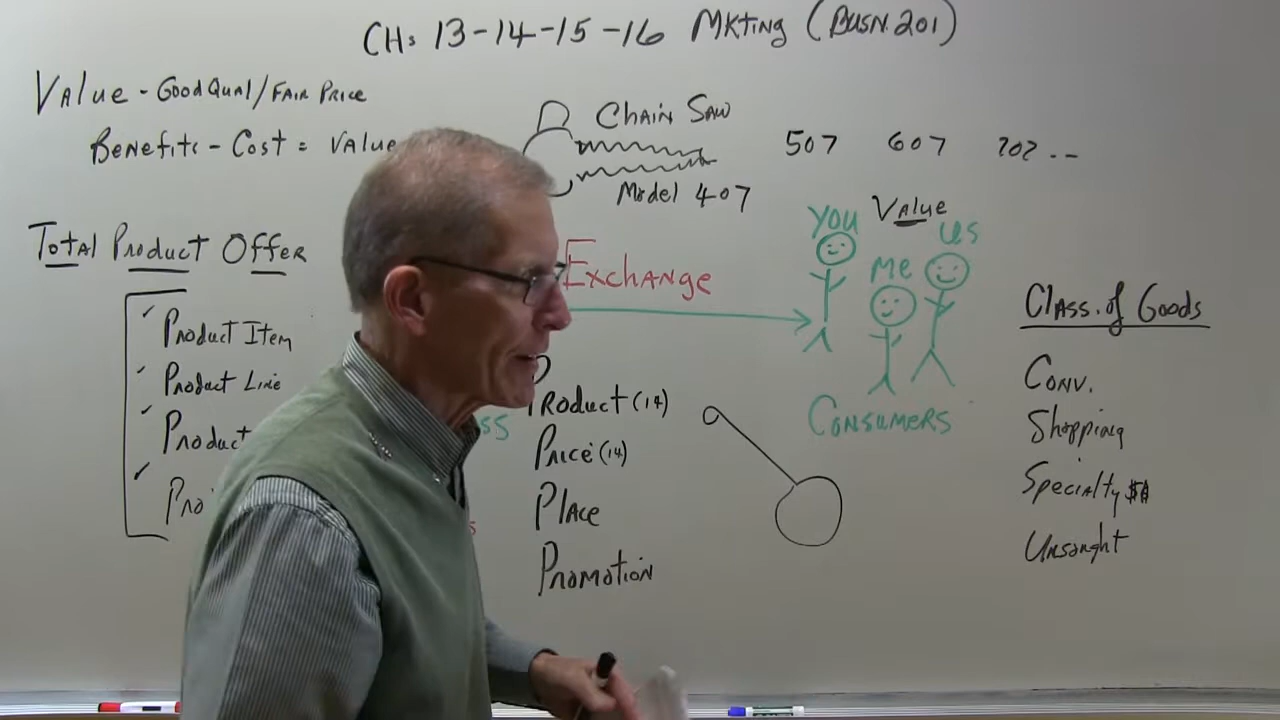 CH: 13-14-15-16 MKting (BUSN.201)
Value - Good Qual/Fair Price
Benefits - Cost = Value
Chain Saw
Model 407
507 607 707 --
Total Product Offer
Product Item
Product Line
Product
Exchange
Value
You
Me
Us
Consumers
Product (14)
Price (14)
Place
Promotion
Class. of Goods
Conv.
Shopping
Specialty
Unsought